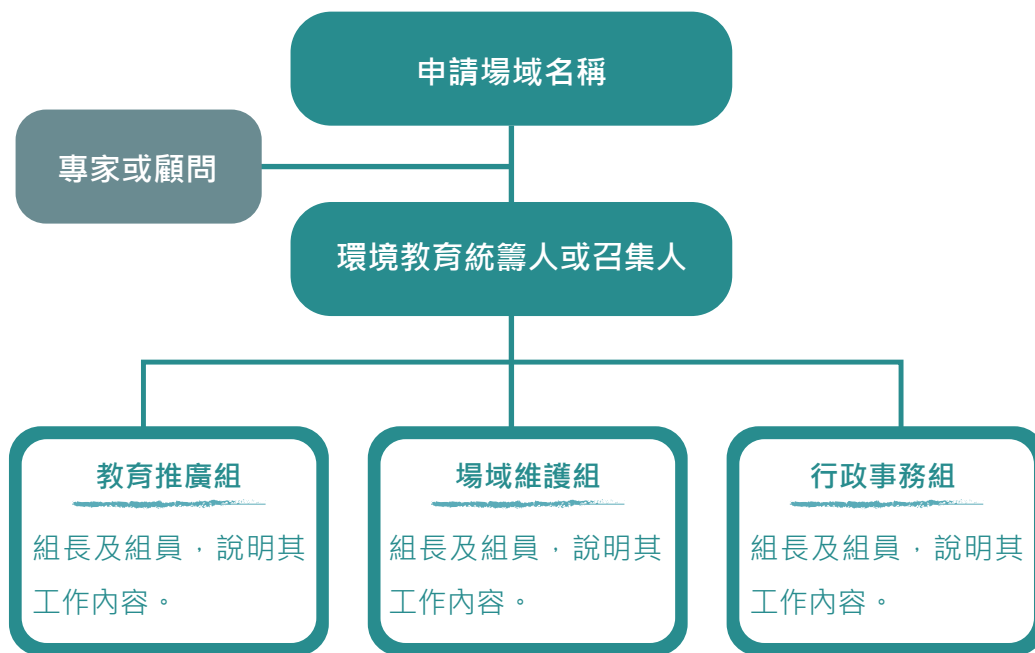 申請場域名稱
專家或顧問
環境教育統籌人或召集人
教育推廣組
組長及組員，說明其
工作內容。
場域維護組
組長及組員，說明其
工作內容。
行政事務組
組長及組員，說明其
工作內容。